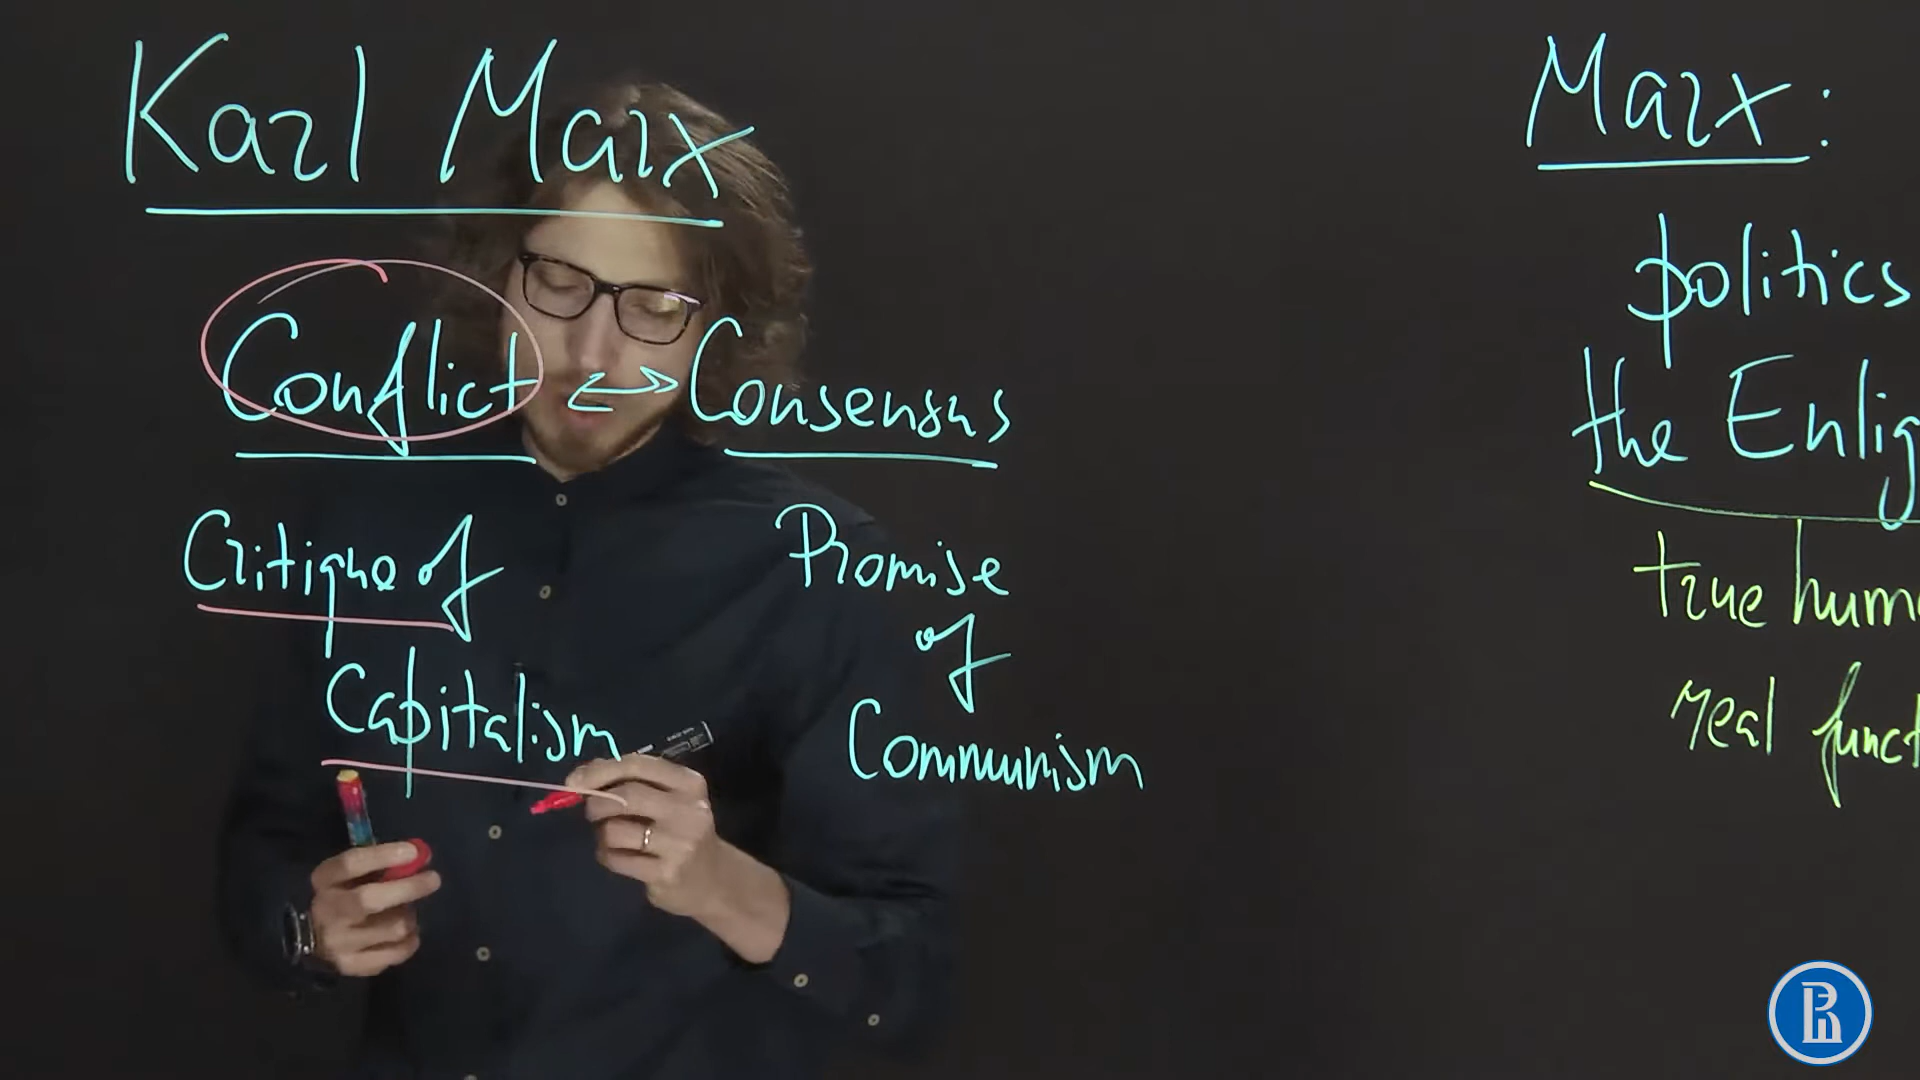 Karl Marx
Conflict ↔ Consensus
Critique of
Capitalism
Promise
of
Communism
Marx:
politics
the Enlig
true hum
real funct